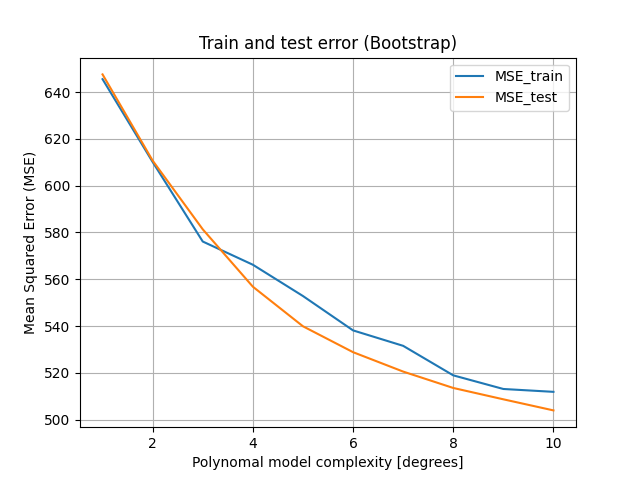 Train and test error (Bootstrap)
MSE_train
MSE_test
Mean Squared Error (MSE)
640
620
600
580
560
540
520
500
2
4
6
8
10
Polynomal model complexity [degrees]